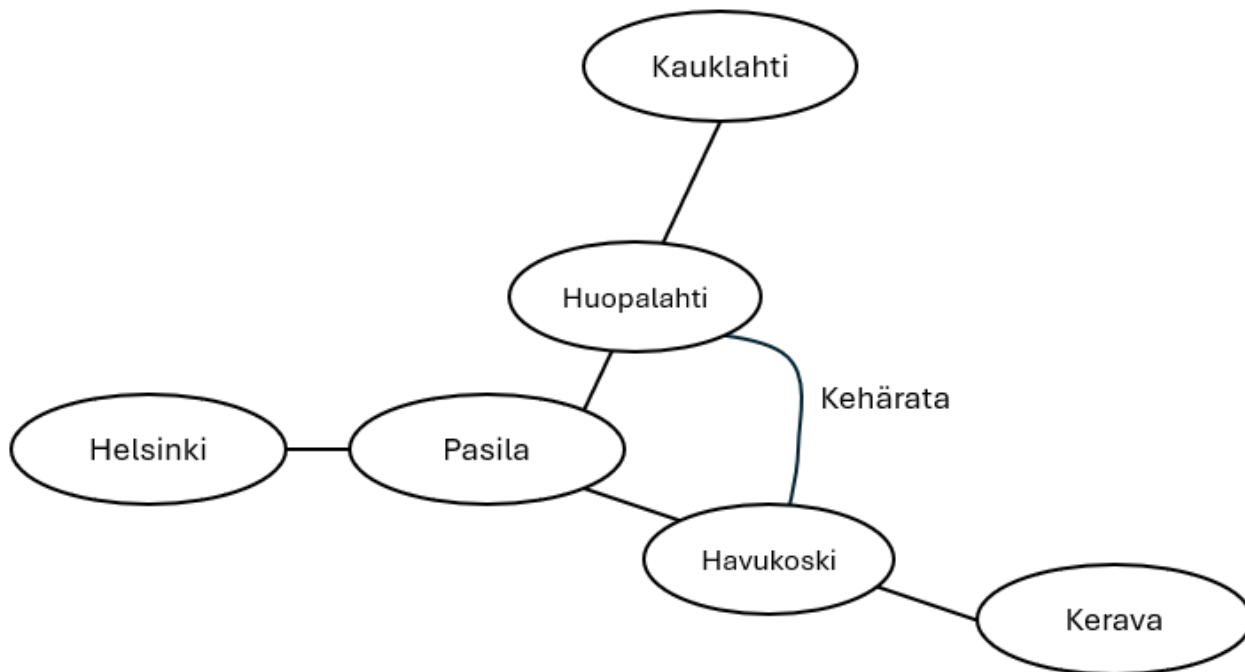 Kauklahti
Huopalahti
Kehärata
Helsinki
Pasila
Havukoski
Kerava